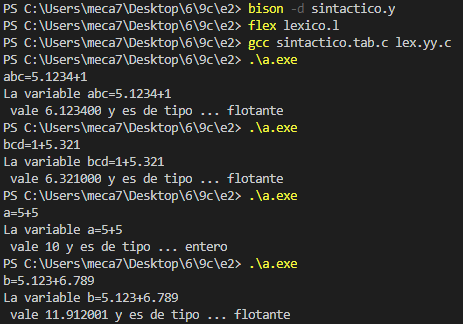 PS C:\Users\meca7\Desktop\6\9c\e2> bison -d sintactico.y
PS C:\Users\meca7\Desktop\6\9c\e2> flex lexico.l
PS C:\Users\meca7\Desktop\6\9c\e2> gcc sintactico.tab.c lex.yy.c
PS C:\Users\meca7\Desktop\6\9c\e2> .\a.exe
abc=5.1234+1
La variable abc=5.1234+1
 vale 6.123400 y es de tipo ... flotante
PS C:\Users\meca7\Desktop\6\9c\e2> .\a.exe
bcd=1+5.321
La variable bcd=1+5.321
 vale 6.321000 y es de tipo ... flotante
PS C:\Users\meca7\Desktop\6\9c\e2> .\a.exe
a=5+5
La variable a=5+5
 vale 10 y es de tipo ... entero
PS C:\Users\meca7\Desktop\6\9c\e2> .\a.exe
b=5.123+6.789
La variable b=5.123+6.789
 vale 11.912001 y es de tipo ... flotante